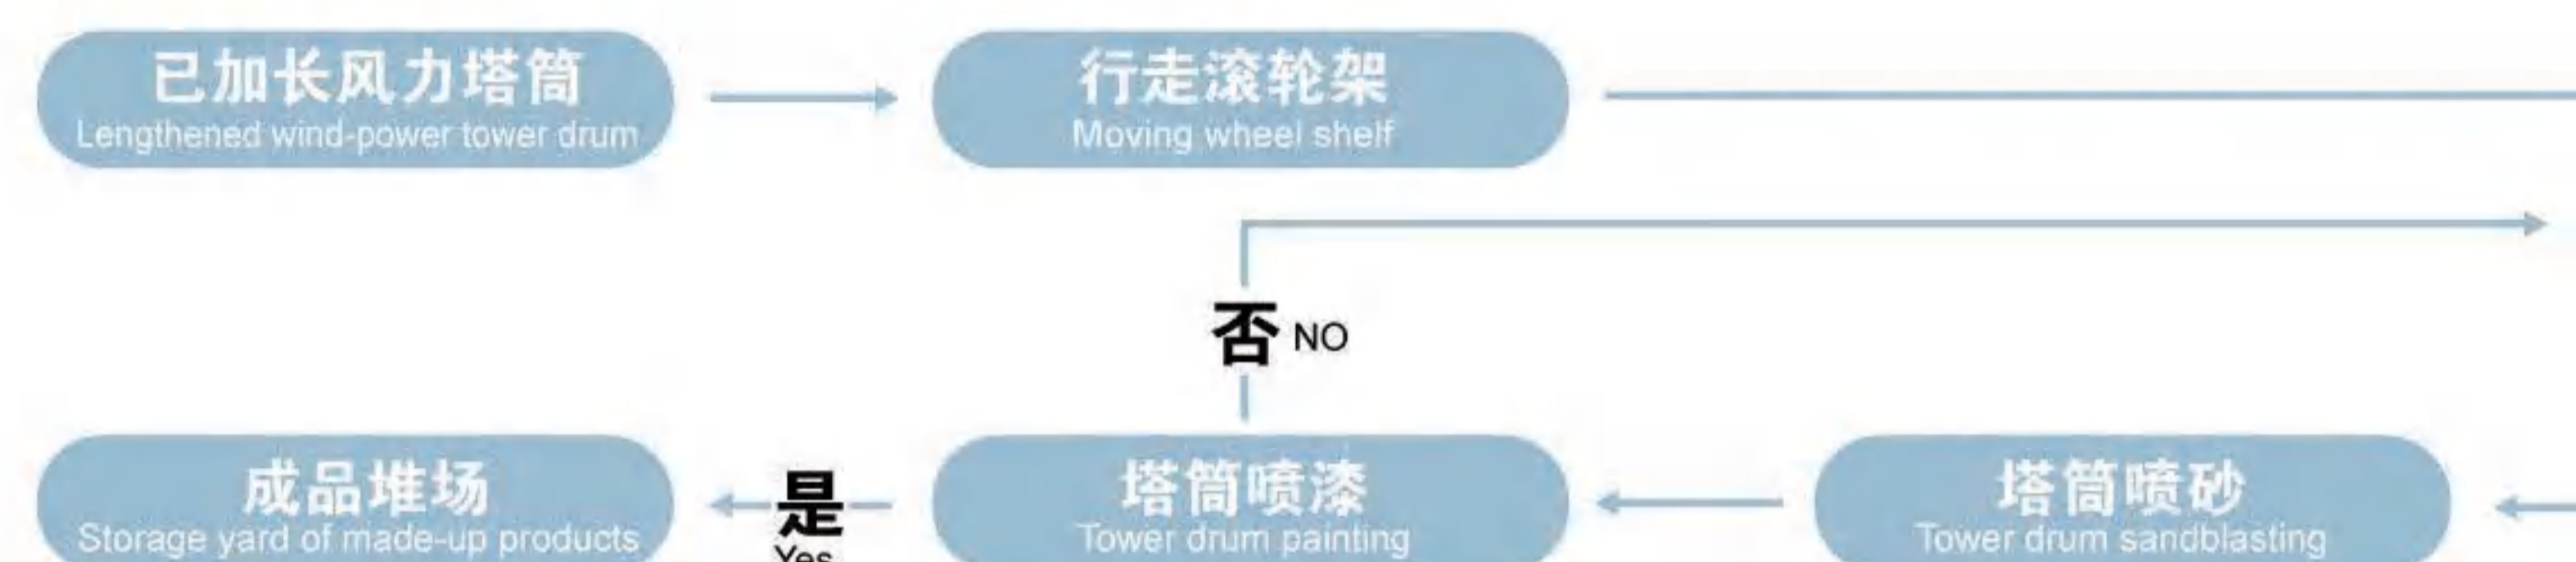 已加长风力塔筒
Lengthened wind-power tower drum
行走滚轮架
Moving wheel shelf
否 NO
成品堆场
Storage yard of made-up products
是
Yes
塔筒喷漆
Tower drum painting
塔筒喷砂
Tower drum sandblasting